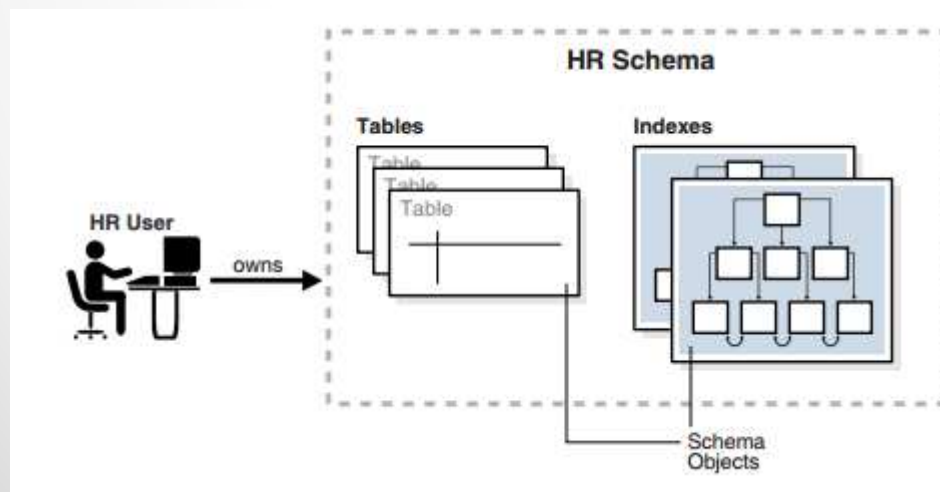 HR Schema
Tables
Indexes
Table
Table
Table
HR User
owns
Schema
Objects